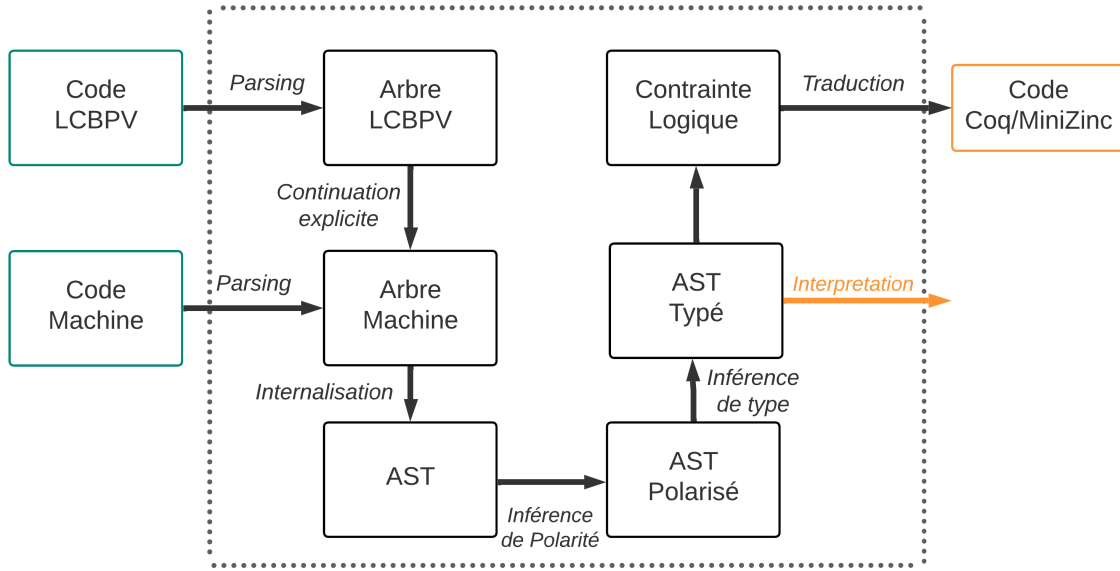 Code
LCBPV
Parsing
Arbre
LCBPV
Contrainte
Logique
Traduction
Code
Coq/MiniZinc
Continuation
explicite
Code
Machine
Parsing
Arbre
Machine
AST
Typé
Interpretation
Internalisation
Inférence
de type
AST
Inférence
de Polarité
AST
Polarisé